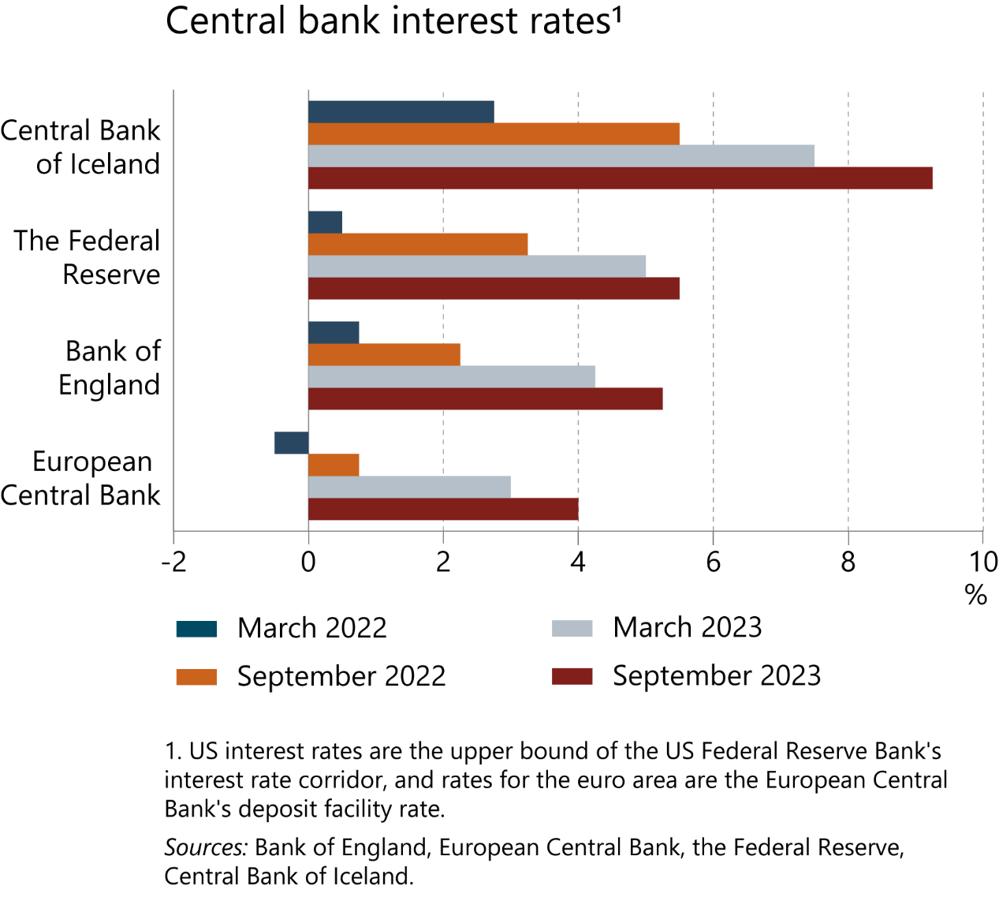 Central bank interest rates¹
Central Bank
of Iceland
The Federal
Reserve
Bank of
England
European
Central Bank
-2 0 2 4 6 8 10
%
March 2022
March 2023
September 2022
September 2023
1. US interest rates are the upper bound of the US Federal Reserve Bank's
interest rate corridor, and rates for the euro area are the European Central
Bank's deposit facility rate.
Sources: Bank of England, European Central Bank, the Federal Reserve,
Central Bank of Iceland.